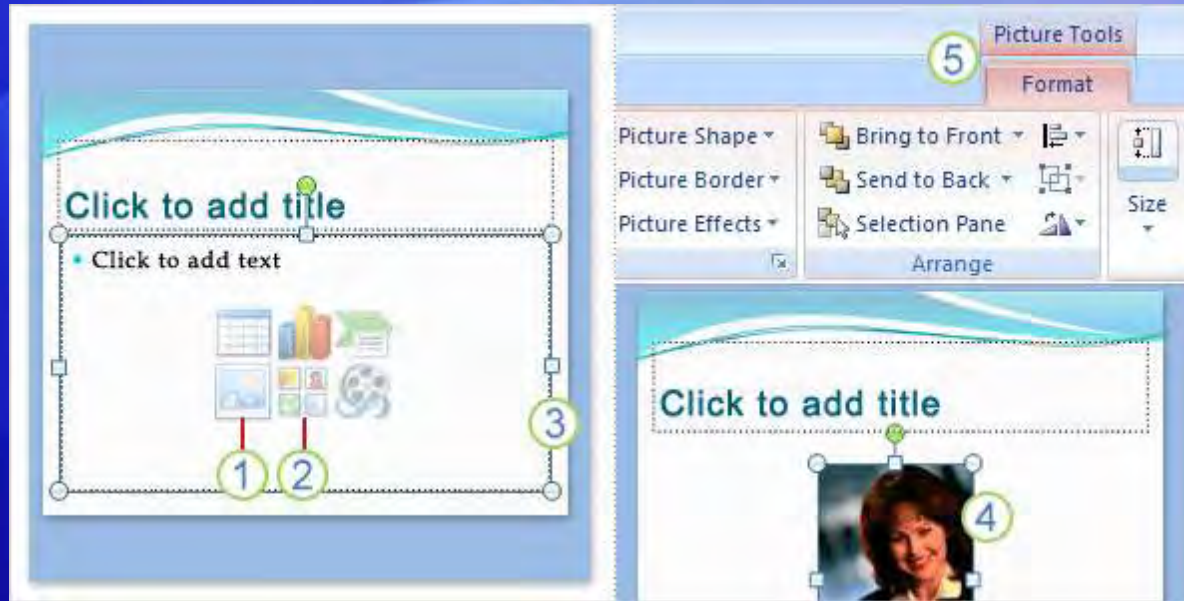 Click to add title
Click to add text
1
2
3
Picture Tools
5
Format
Picture Shape
Bring to Front
Picture Border
Send to Back
Size
Picture Effects
Selection Pane
Arrange
Click to add title
4